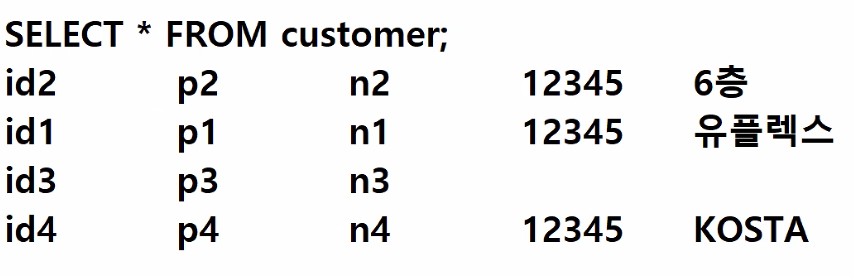 SELECT * FROM customer;
id2 p2 n2 12345 6층
id1 p1 n1 12345 유플렉스
id3 p3 n3
id4 p4 n4 12345 KOSTA